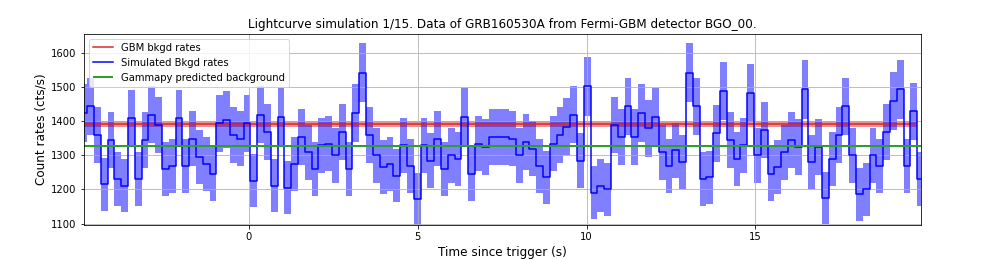 Lightcurve simulation 1/15. Data of GRB160530A from Fermi-GBM detector BGO_00.
GBM bkgd rates
Simulated Bkgd rates
Gammapy predicted background
Count rates (cts/s)
1600
1500
1400
1300
1200
1100
0 5 10 15
Time since trigger (s)